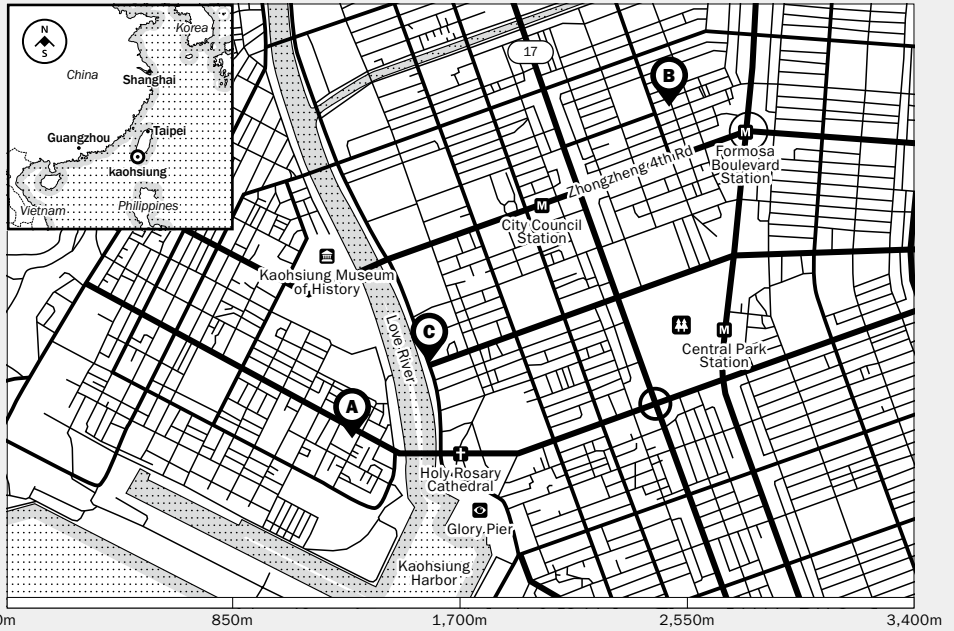 N
S
Korea
China
Shanghai
Taipei
Guangzhou
kaohsiung
Vietnam
Philippines
17
B
M
Formosa
Boulevard
Station
Zhongzheng 4th Rd
M
City Council
Station
Kaohsiung Museum
of History
Love River
C
M
Central Park
Station
A
Holy Rosary
Cathedral
Glory Pier
Kaohsiung
Harbor
0m
850m
1,700m
2,550m
3,400m